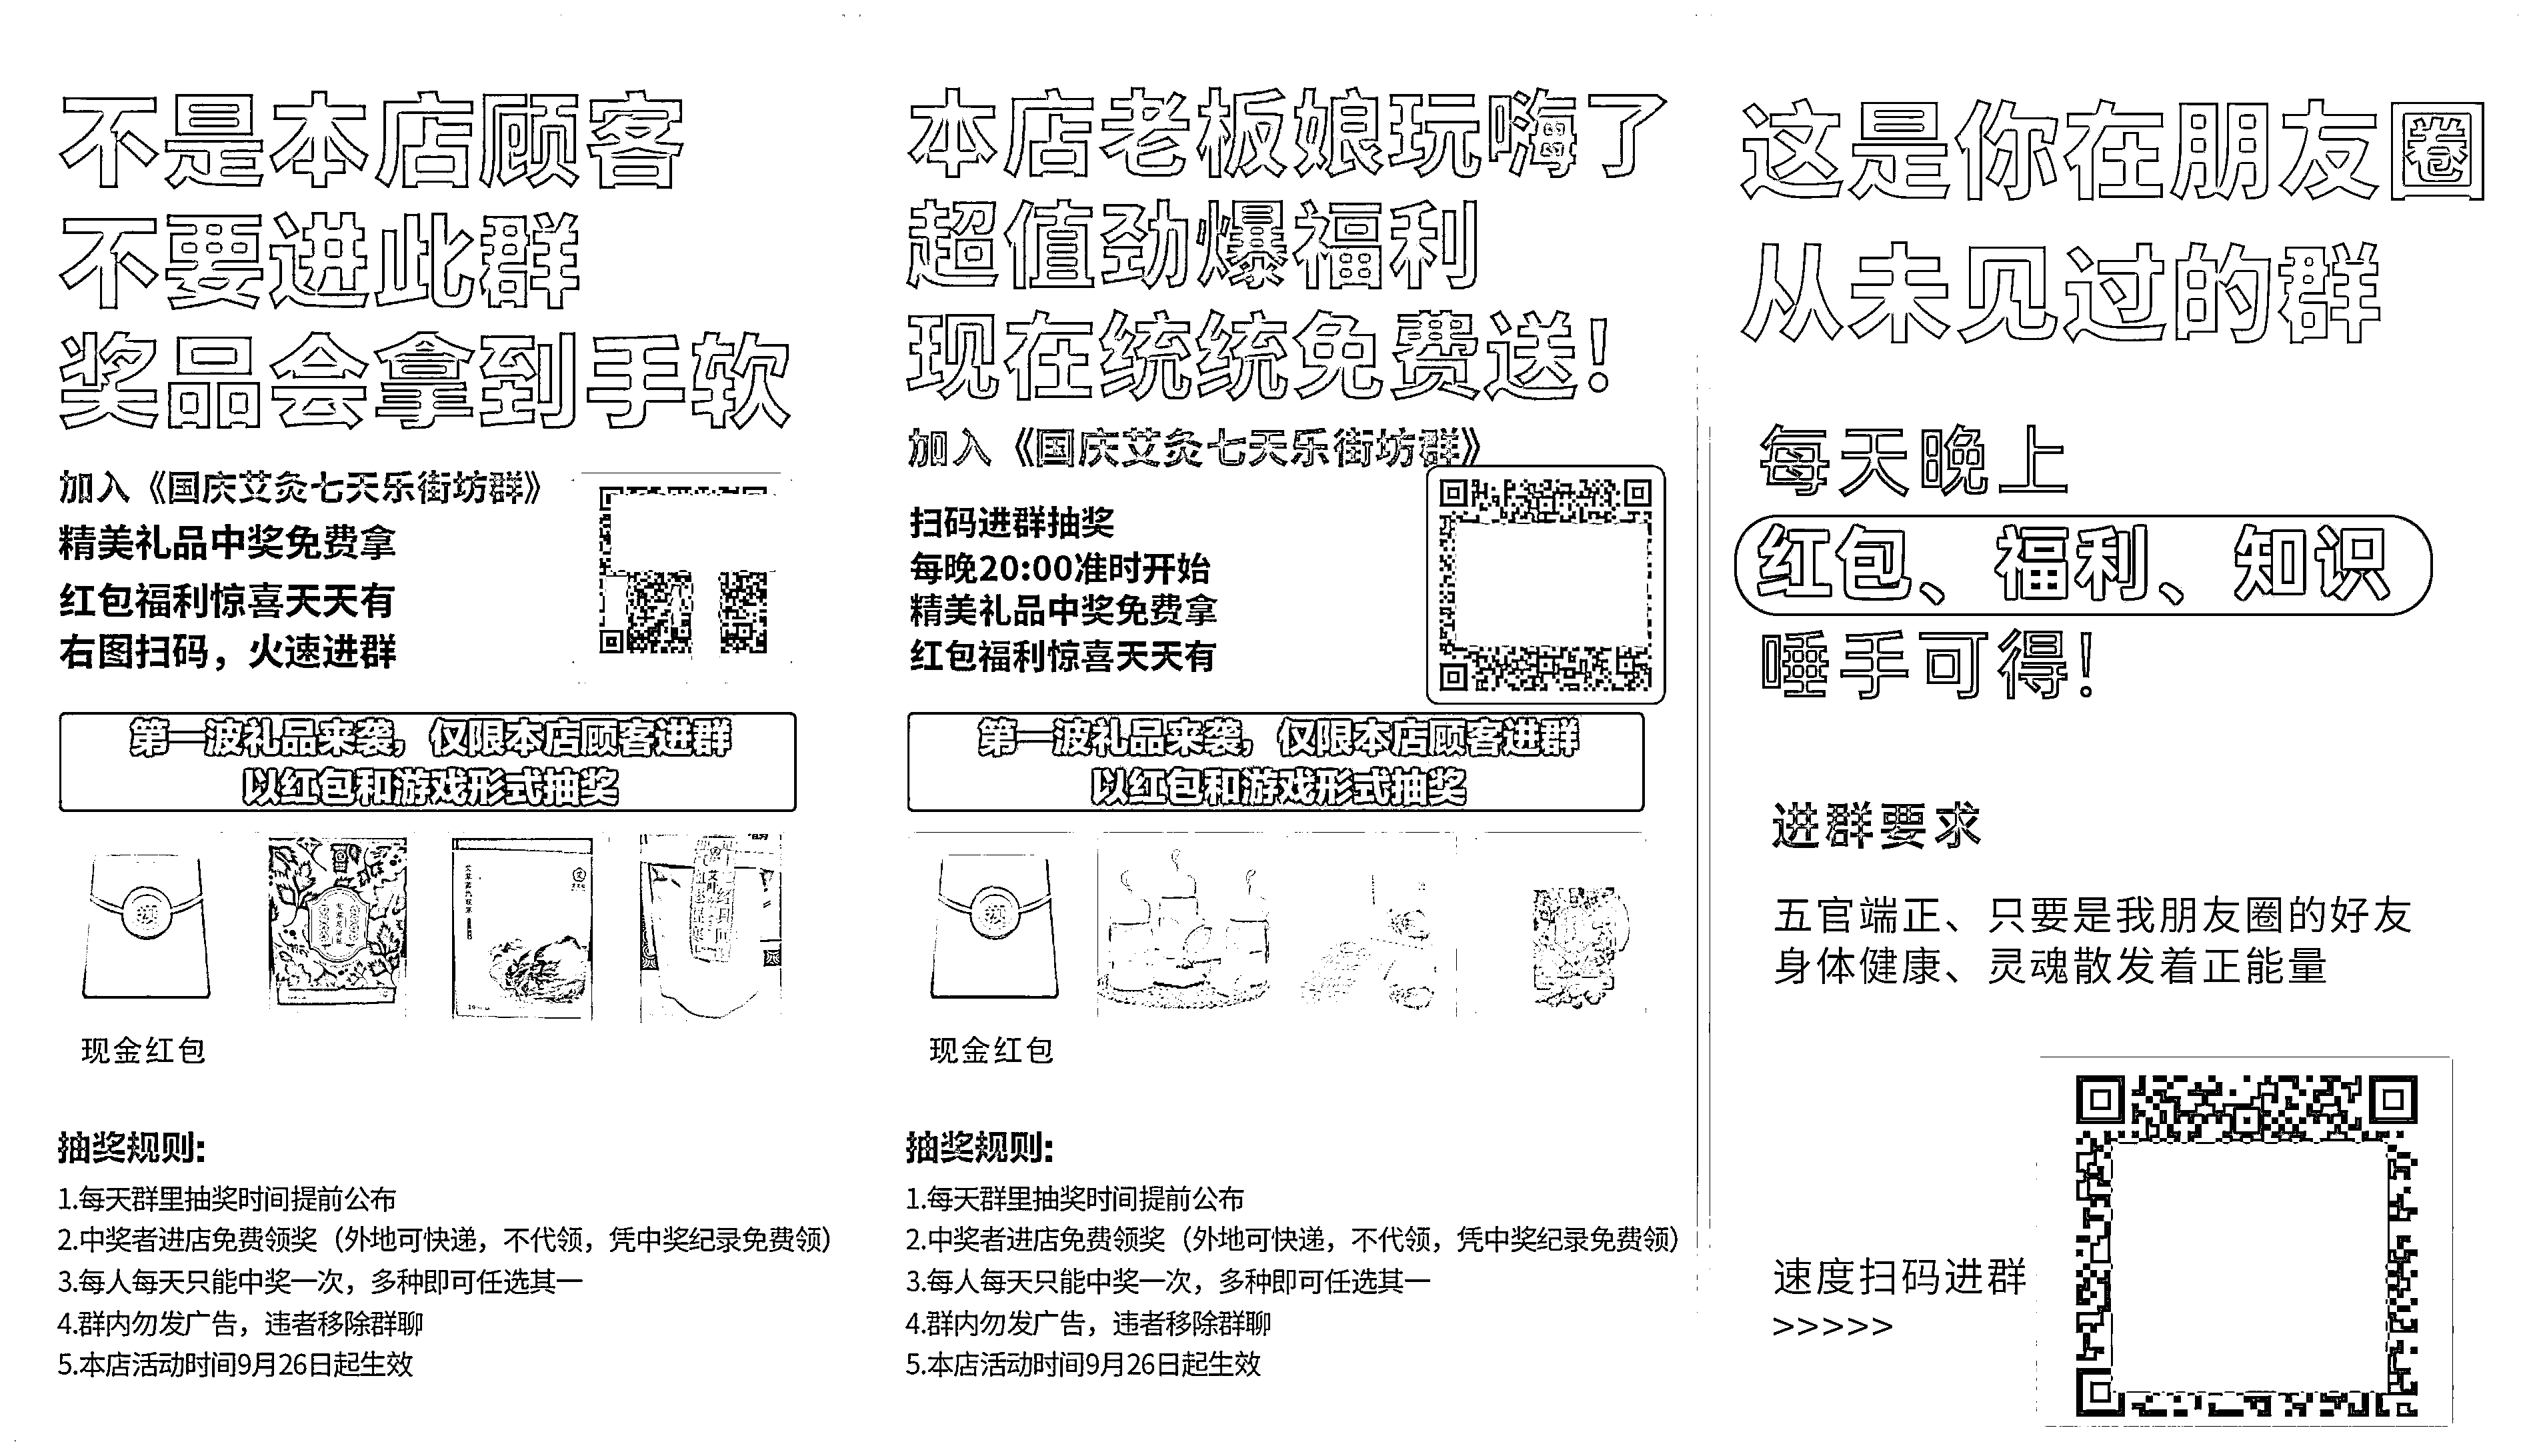 不是本店顾客
不要进此群
奖品会拿到手软
加入《国庆艾灸七天乐街坊群》
精美礼品中奖免费拿
红包福利惊喜天天有
右图扫码，火速进群
第一波礼品来袭，仅限本店顾客进群
以红包和游戏形式抽奖
现金红包
抽奖规则:
1.每天群里抽奖时间提前公布
2.中奖者进店免费领奖（外地可快递，不代领，凭中奖纪录免费领）
3.每人每天只能中奖一次，多种即可任选其一
4.群内勿发广告，违者移除群聊
5.本店活动时间9月26日起生效
本店老板娘玩嗨了
超值劲爆福利
现在统统免费送!
加入《国庆艾灸七天乐街坊群》
扫码进群抽奖
每晚20:00准时开始
精美礼品中奖免费拿
红包福利惊喜天天有
第一波礼品来袭，仅限本店顾客进群
以红包和游戏形式抽奖
现金红包
抽奖规则:
1.每天群里抽奖时间提前公布
2.中奖者进店免费领奖（外地可快递，不代领，凭中奖纪录免费领）
3.每人每天只能中奖一次，多种即可任选其一
4.群内勿发广告，违者移除群聊
5.本店活动时间9月26日起生效
这是你在朋友圈
从未见过的群
每天晚上
红包、福利、知识
唾手可得!
进群要求
五官端正、只要是我朋友圈的好友
身体健康、灵魂散发着正能量
速度扫码进群
>>>>>